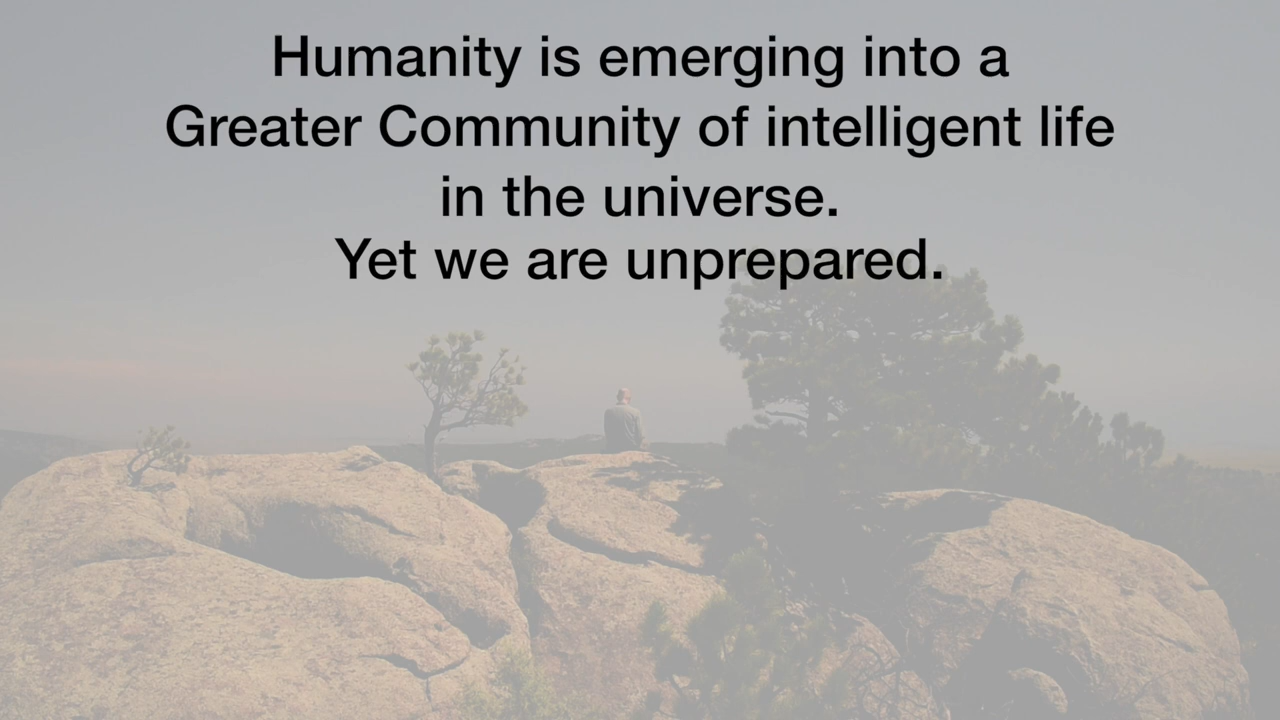 Humanity is emerging into a
Greater Community of intelligent life
in the universe.
Yet we are unprepared.